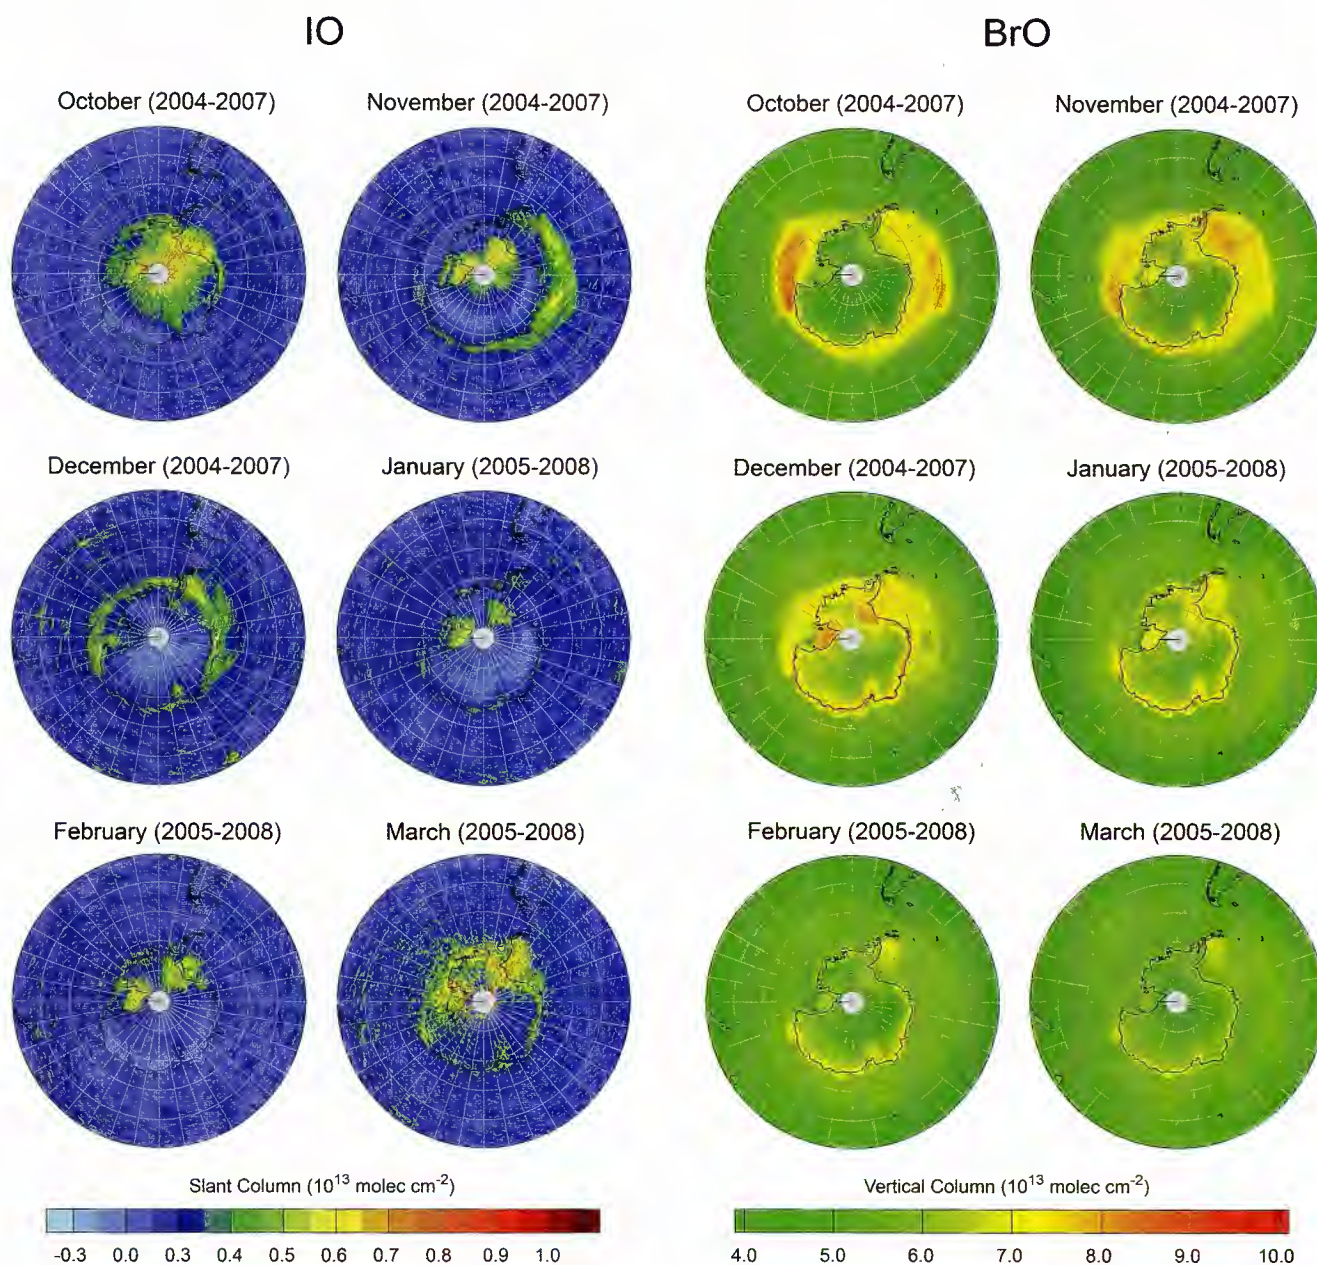 IO
BrO
October (2004-2007)
November (2004-2007)
October (2004-2007)
November (2004-2007)
December (2004-2007)
January (2005-2008)
December (2004-2007)
January (2005-2008)
February (2005-2008)
March (2005-2008)
February (2005-2008)
March (2005-2008)
Slant Column (10¹³ molec cm⁻²)
-0.3 0.0 0.3 0.4 0.5 0.6 0.7 0.8 0.9 1.0
Vertical Column (10¹³ molec cm⁻²)
4.0 5.0 6.0 7.0 8.0 9.0 10.0